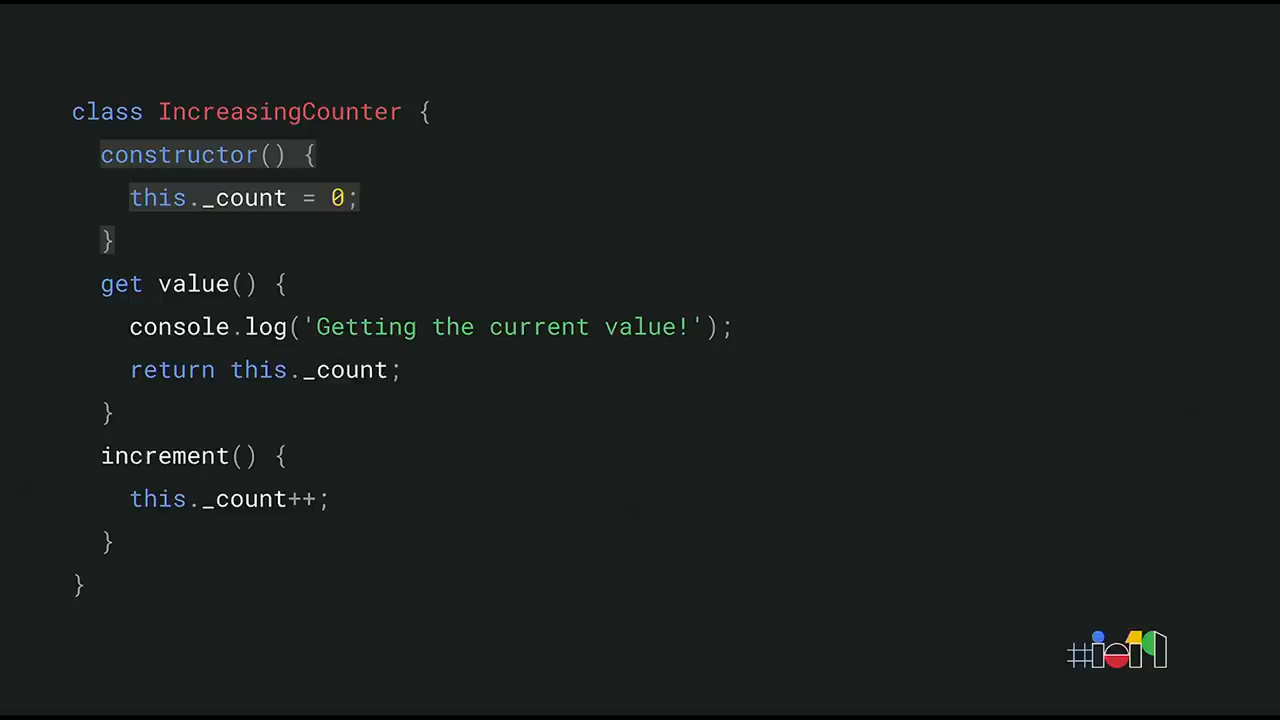 class IncreasingCounter {
constructor() {
this._count = 0;
}
get value() {
console.log('Getting the current value!');
return this._count;
}
increment() {
this._count++;
}
}
#io19